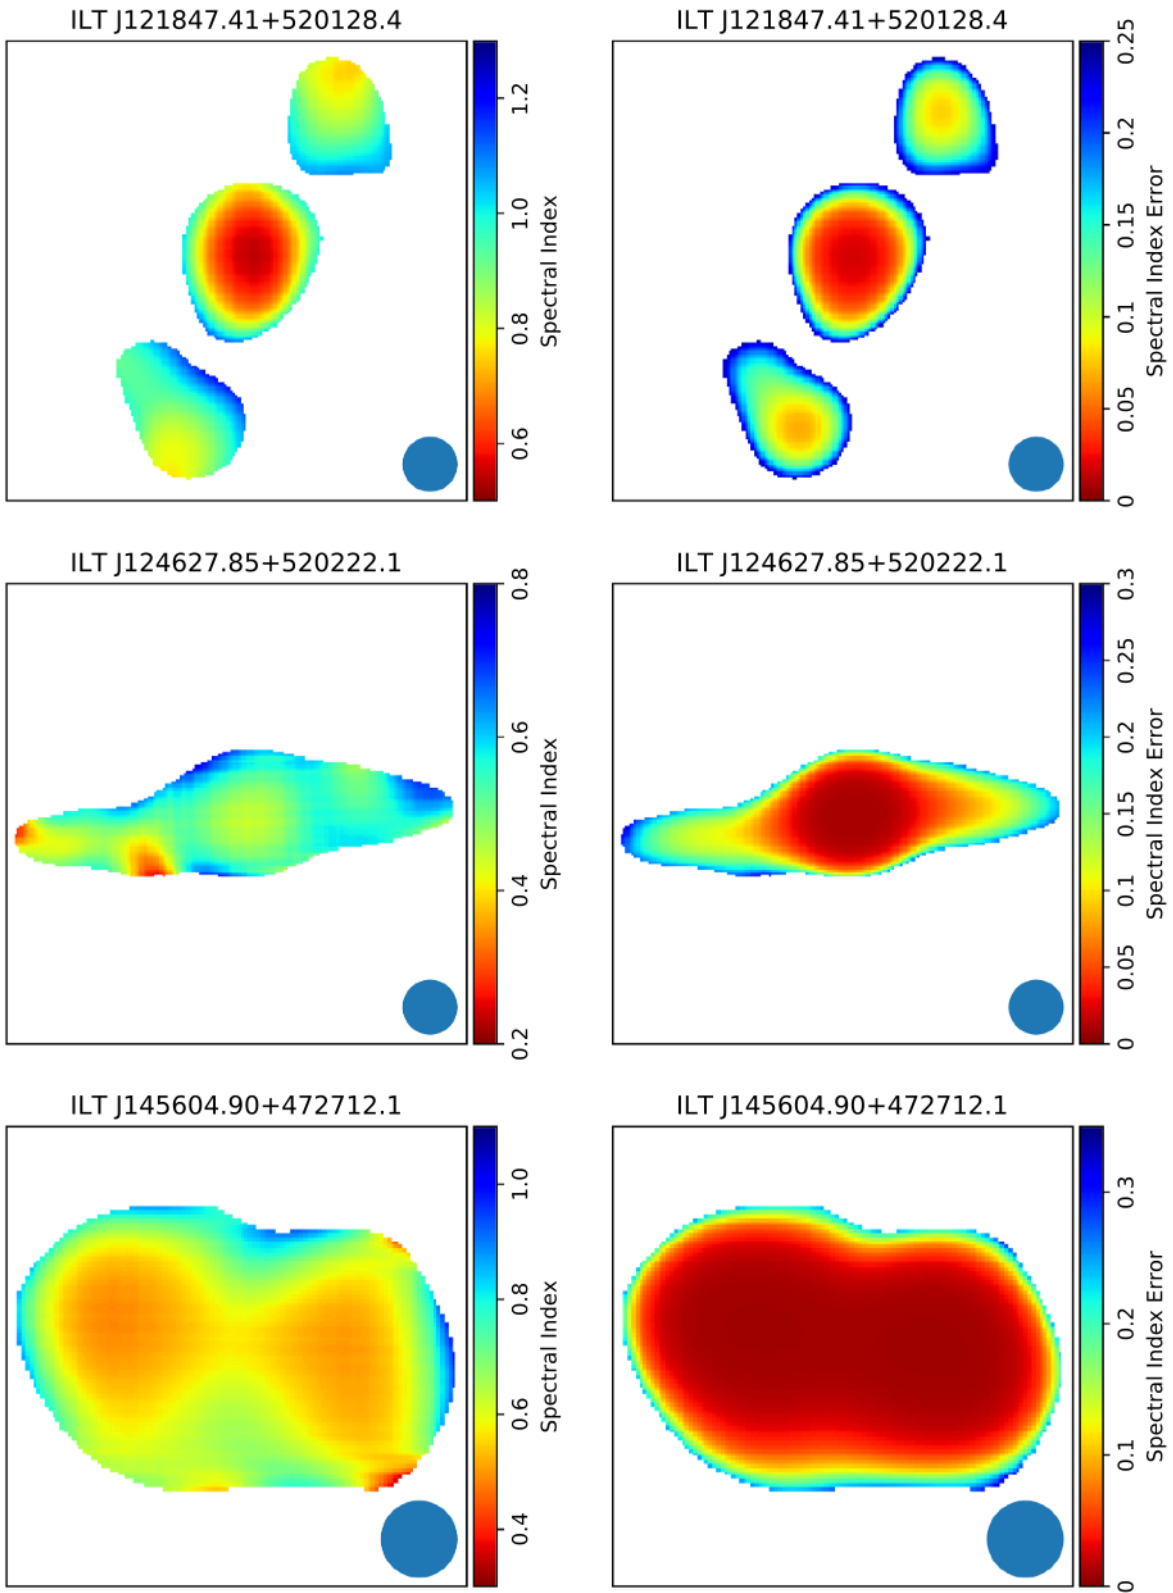 ILT J121847.41+520128.4
1.2
1.0
0.8
0.6
Spectral Index
ILT J121847.41+520128.4
0.25
0.2
0.15
0.1
0.05
0
Spectral Index Error
ILT J124627.85+520222.1
0.8
0.6
0.4
0.2
Spectral Index
ILT J124627.85+520222.1
0.3
0.25
0.2
0.15
0.1
0.05
0
Spectral Index Error
ILT J145604.90+472712.1
1.0
0.8
0.6
0.4
Spectral Index
ILT J145604.90+472712.1
0.3
0.2
0.1
0
Spectral Index Error